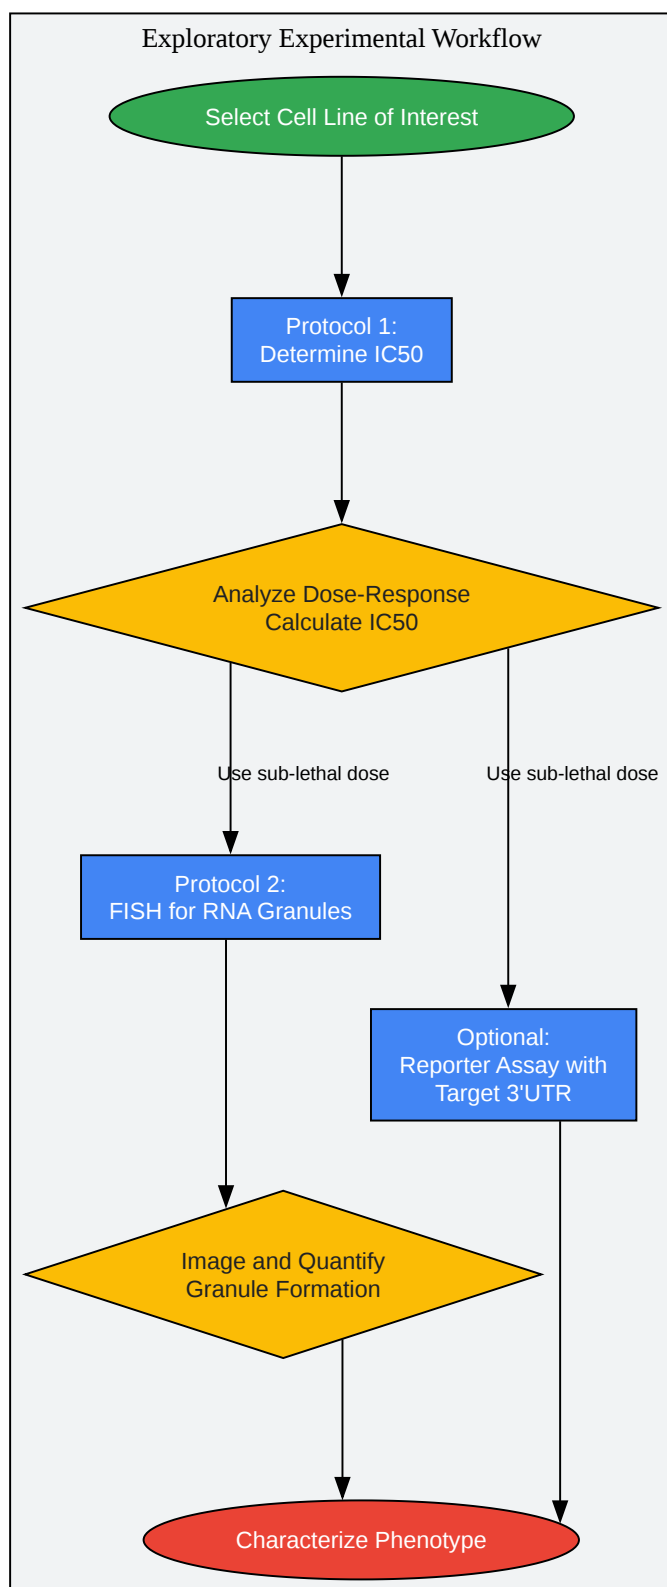 Exploratory Experimental Workflow
Select Cell Line of Interest
Protocol 1:
Determine IC50
Analyze Dose-Response
Calculate IC50
Use sub-lethal dose
Use sub-lethal dose
Protocol 2:
FISH for RNA Granules
Optional:
Reporter Assay with
Target 3'UTR
Image and Quantify
Granule Formation
Characterize Phenotype